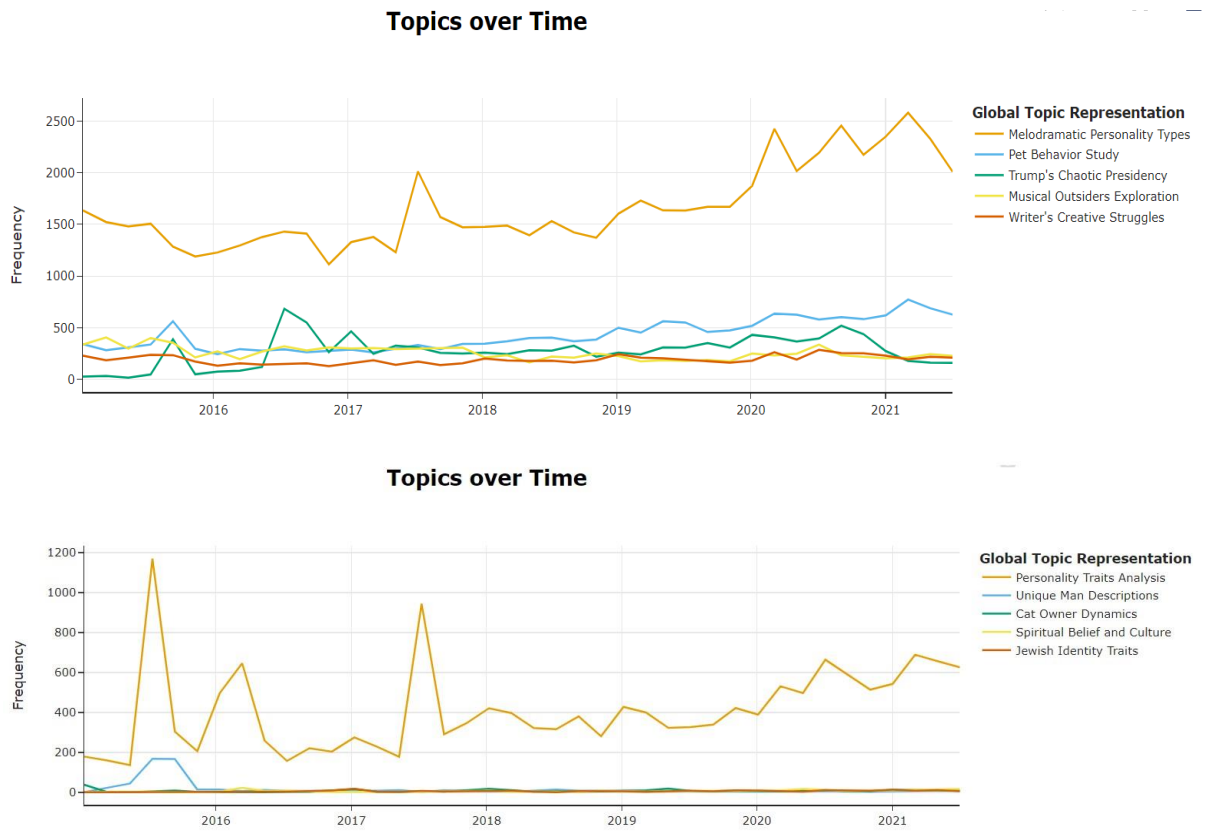 Topics over Time
2500
2000
1500
1000
500
0
Frequency
2016
2017
2018
2019
2020
2021
Global Topic Representation
Melodramatic Personality Types
Pet Behavior Study
Trump's Chaotic Presidency
Musical Outsiders Exploration
Writer's Creative Struggles
Topics over Time
1200
1000
800
600
400
200
0
Frequency
2016
2017
2018
2019
2020
2021
Global Topic Representation
Personality Traits Analysis
Unique Man Descriptions
Cat Owner Dynamics
Spiritual Belief and Culture
Jewish Identity Traits